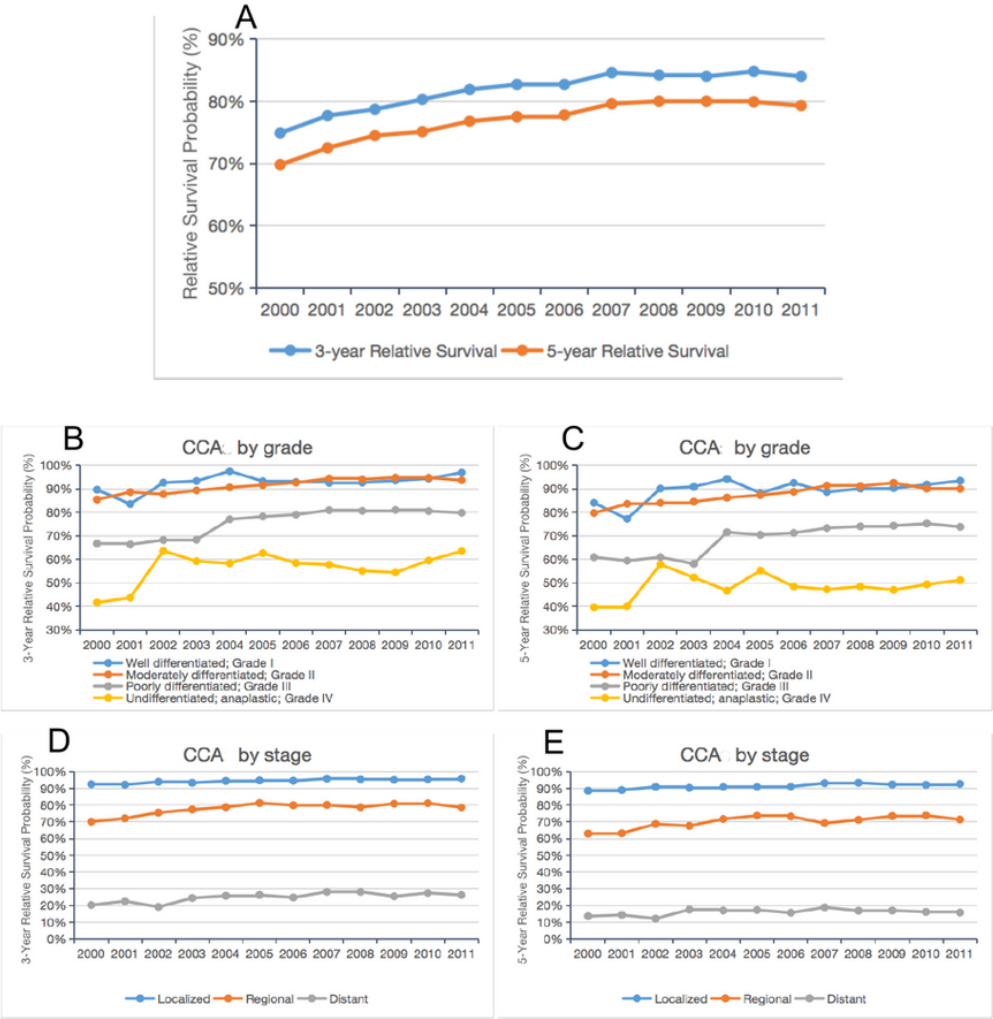 A
Relative Survival Probability (%)
90%
80%
70%
60%
50%
2000 2001 2002 2003 2004 2005 2006 2007 2008 2009 2010 2011
3-year Relative Survival 5-year Relative Survival
B
CCA by grade
3-Year Relative Survival Probability (%)
100%
90%
80%
70%
60%
50%
40%
30%
2000 2001 2002 2003 2004 2005 2006 2007 2008 2009 2010 2011
Well differentiated; Grade I
Moderately differentiated; Grade II
Poorly differentiated; Grade III
Undifferentiated; anaplastic; Grade IV
C
CCA by grade
5-Year Relative Survival Probability (%)
100%
90%
80%
70%
60%
50%
40%
30%
2000 2001 2002 2003 2004 2005 2006 2007 2008 2009 2010 2011
Well differentiated; Grade I
Moderately differentiated; Grade II
Poorly differentiated; Grade III
Undifferentiated; anaplastic; Grade IV
D
CCA by stage
3-Year Relative Survival Probability (%)
100%
90%
80%
70%
60%
50%
40%
30%
20%
10%
0%
2000 2001 2002 2003 2004 2005 2006 2007 2008 2009 2010 2011
Localized Regional Distant
E
CCA by stage
5-Year Relative Survival Probability (%)
100%
90%
80%
70%
60%
50%
40%
30%
20%
10%
0%
2000 2001 2002 2003 2004 2005 2006 2007 2008 2009 2010 2011
Localized Regional Distant